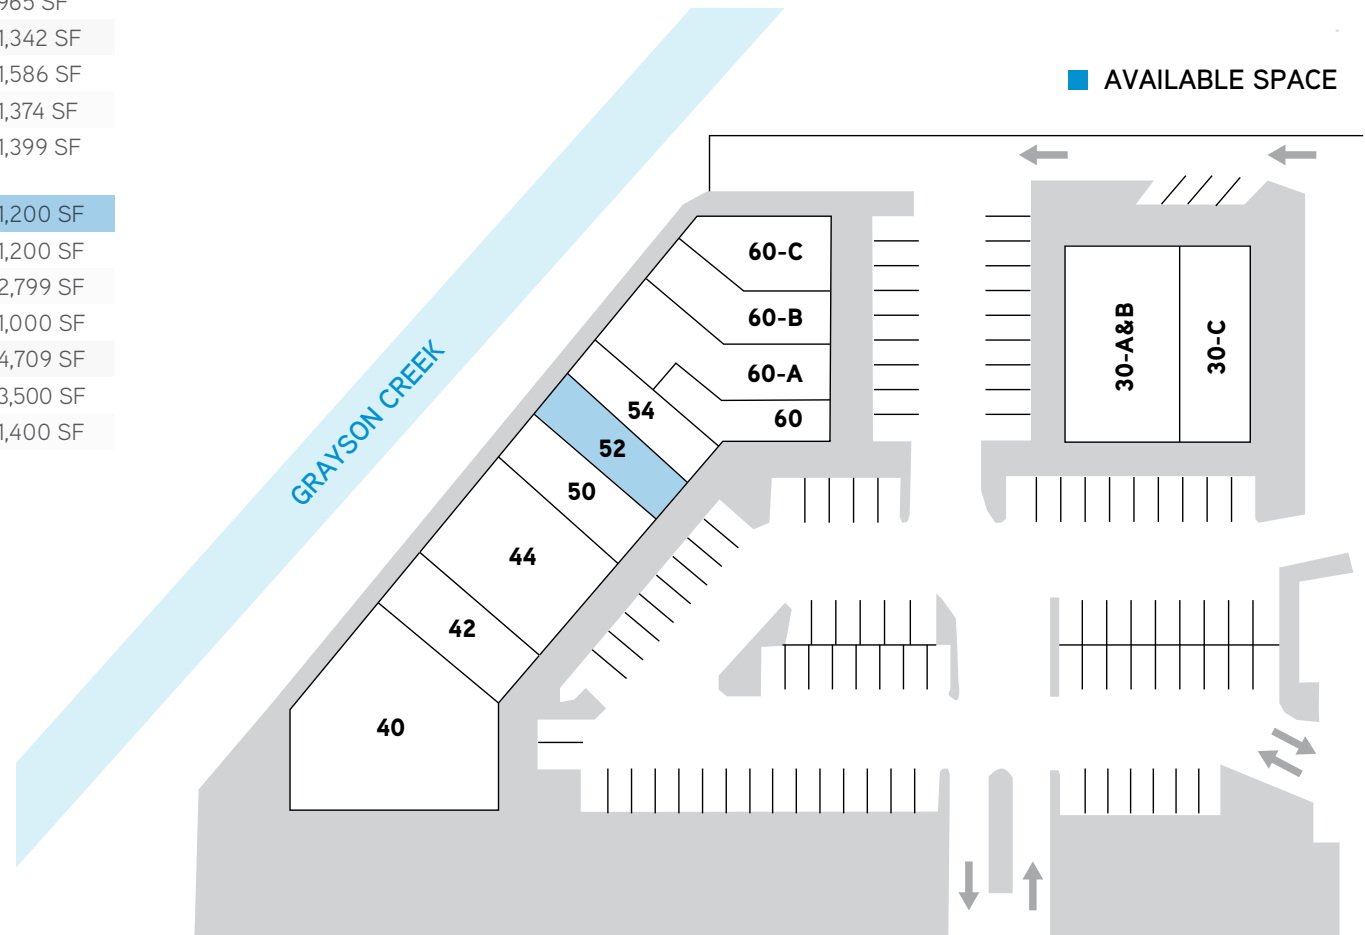 965 SF
1,342 SF
1,586 SF
1,374 SF
1,399 SF
1,200 SF
1,200 SF
2,799 SF
1,000 SF
4,709 SF
3,500 SF
1,400 SF
AVAILABLE SPACE
GRAYSON CREEK
60-C
60-B
60-A
60
54
52
50
44
42
40
30-A&B
30-C